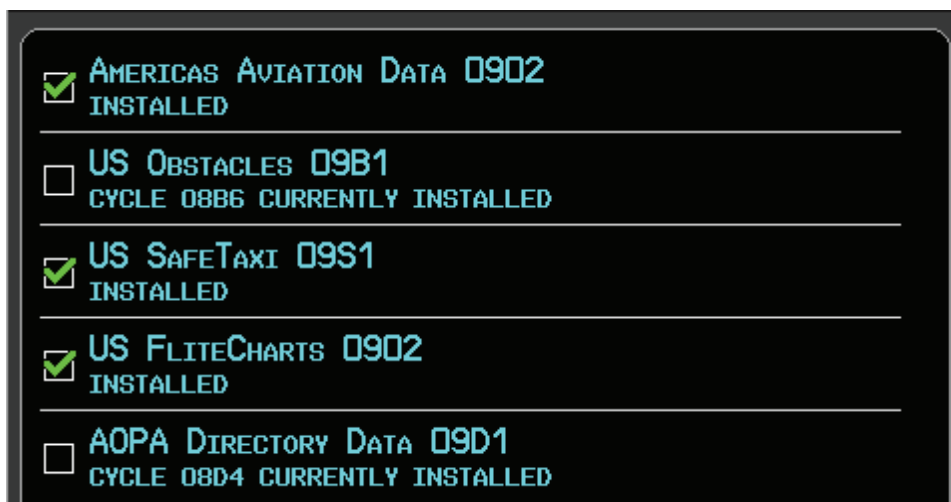 Americas Aviation Data 0902
INSTALLED
US Obstacles 09B1
CYCLE 08B6 CURRENTLY INSTALLED
US SafeTaxi 09S1
INSTALLED
US FliteCharts 0902
INSTALLED
AOPA Directory Data 09D1
CYCLE 08D4 CURRENTLY INSTALLED